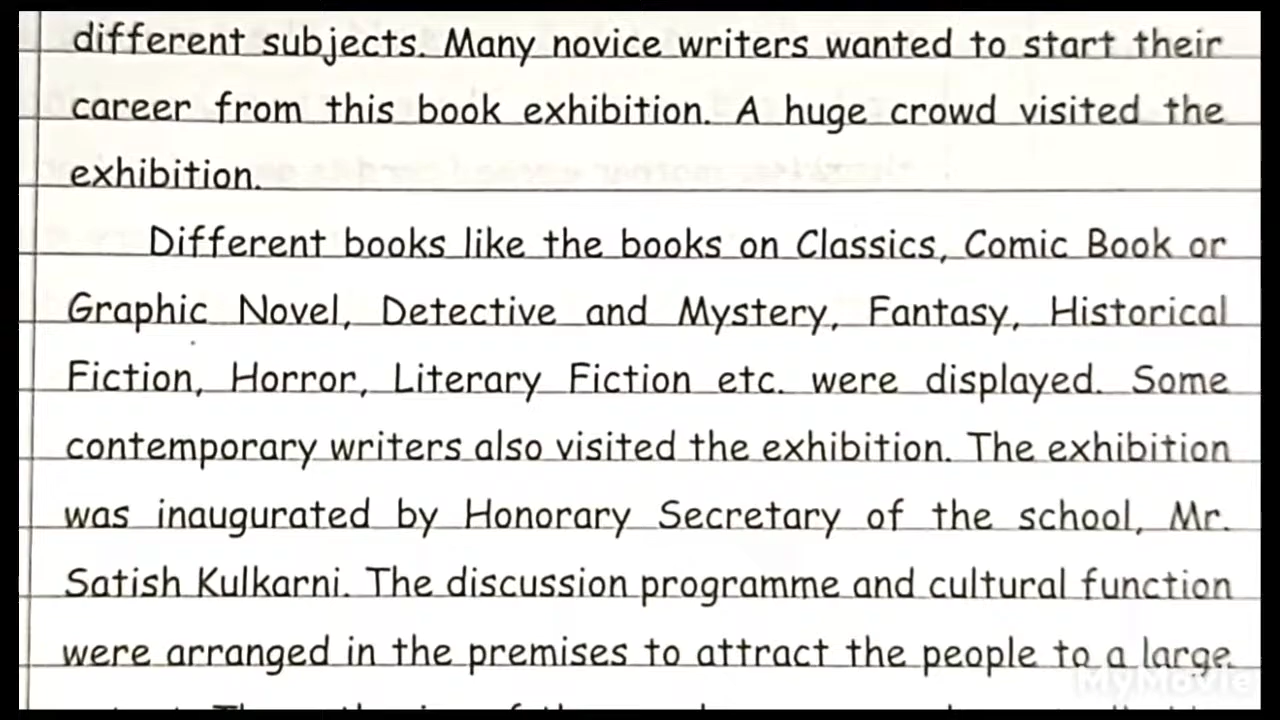 different subjects. Many novice writers wanted to start their
career from this book exhibition. A huge crowd visited the
exhibition.
Different books like the books on Classics, Comic Book or
Graphic Novel, Detective and Mystery, Fantasy, Historical
Fiction, Horror, Literary Fiction etc. were displayed. Some
contemporary writers also visited the exhibition. The exhibition
was inaugurated by Honorary Secretary of the school, Mr.
Satish Kulkarni. The discussion programme and cultural function
were arranged in the premises to attract the people to a large
MyMovie